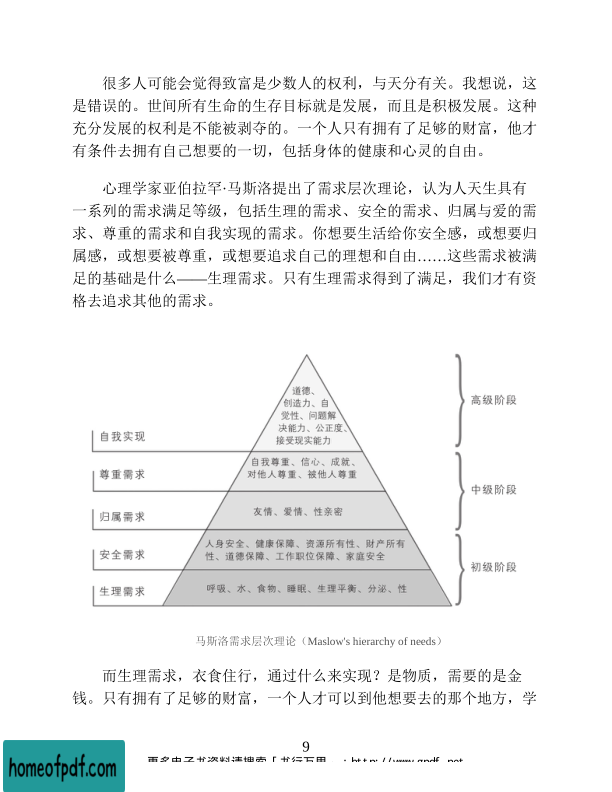 很多人可能会觉得致富是少数人的权利，与天分有关。我想说，这
是错误的。世间所有生命的生存目标就是发展，而且是积极发展。这种
充分发展的权利是不能被剥夺的。一个人只有拥有了足够的财富，他才
有条件去拥有自己想要的一切，包括身体的健康和心灵的自由。
心理学家亚伯拉罕·马斯洛提出了需求层次理论，认为人天生具有
一系列的需求满足等级，包括生理的需求、安全的需求、归属与爱的需
求、尊重的需求和自我实现的需求。你想要生活给你安全感，或想要归
属感，或想要被尊重，或想要追求自己的理想和自由……这些需求被满
足的基础是什么——生理需求。只有生理需求得到了满足，我们才有资
格去追求其他的需求。
道德、
创造力、自
觉性、问题解
决能力、公正度、
接受现实能力
高级阶段
自我实现
自我尊重、信心、成就、
对他人尊重、被他人尊重
尊重需求
中级阶段
友情、爱情、性亲密
归属需求
人身安全、健康保障、资源所有性、财产所有
性、道德保障、工作职位保障、家庭安全
安全需求
初级阶段
呼吸、水、食物、睡眠、生理平衡、分泌、性
生理需求
马斯洛需求层次理论（Maslow's hierarchy of needs）
而生理需求，衣食住行，通过什么来实现？是物质，需要的是金
钱。只有拥有了足够的财富，一个人才可以到他想要去的那个地方，学
9
homeofpdf.com